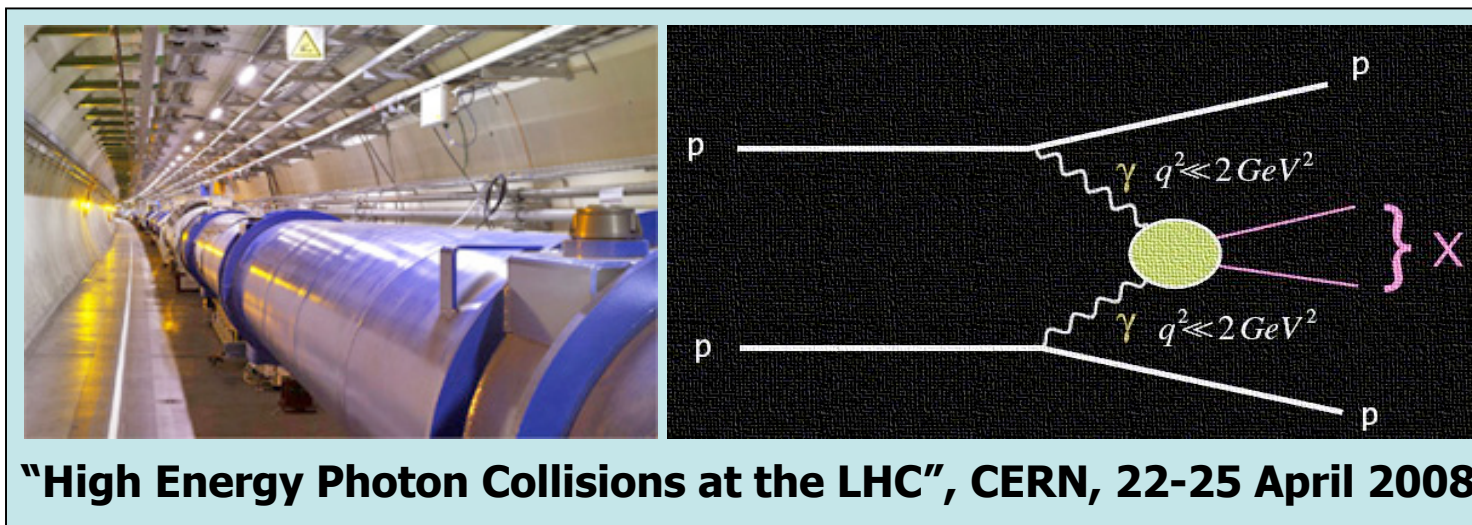 p
p
γ q²≪2 GeV²
} X
γ q²≪2 GeV²
p
p
“High Energy Photon Collisions at the LHC”, CERN, 22-25 April 2008